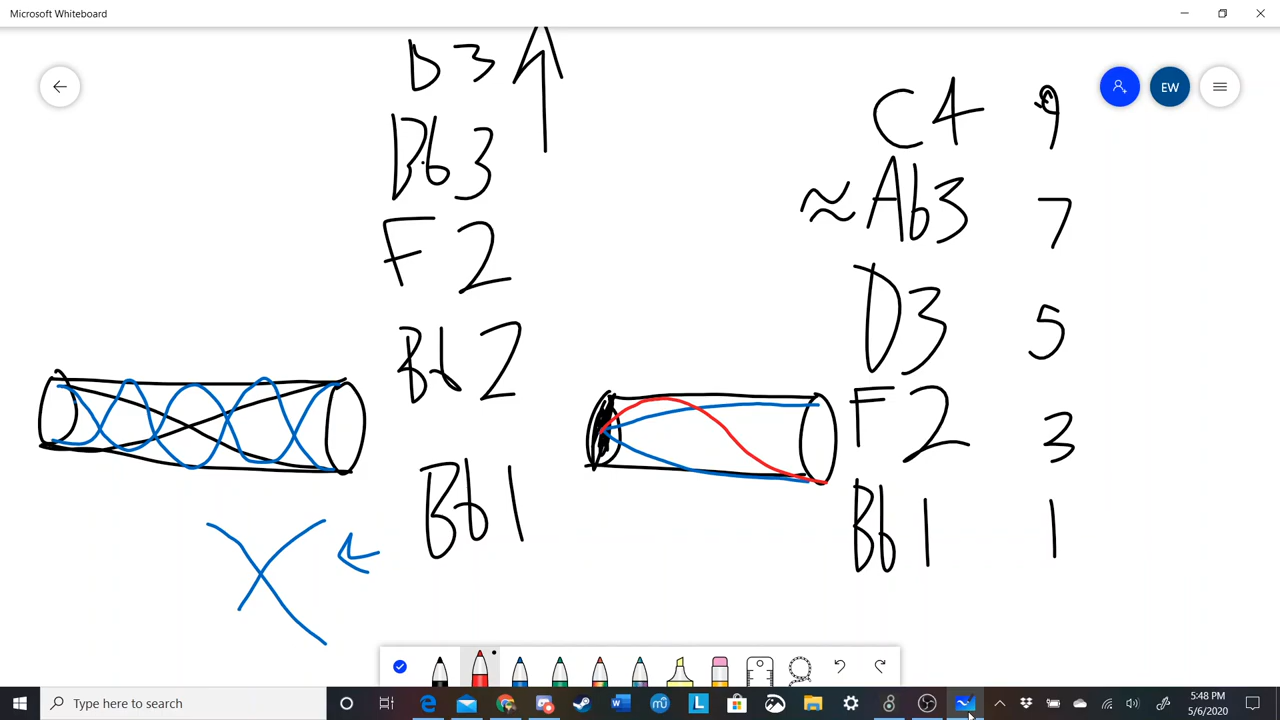 Microsoft Whiteboard
EW
D3
Bb3
F2
Bb2
Bb1
C4 9
≈Ab3 7
D3 5
F2 3
Bb1 1
X
Type here to search
5:48 PM
5/6/2020